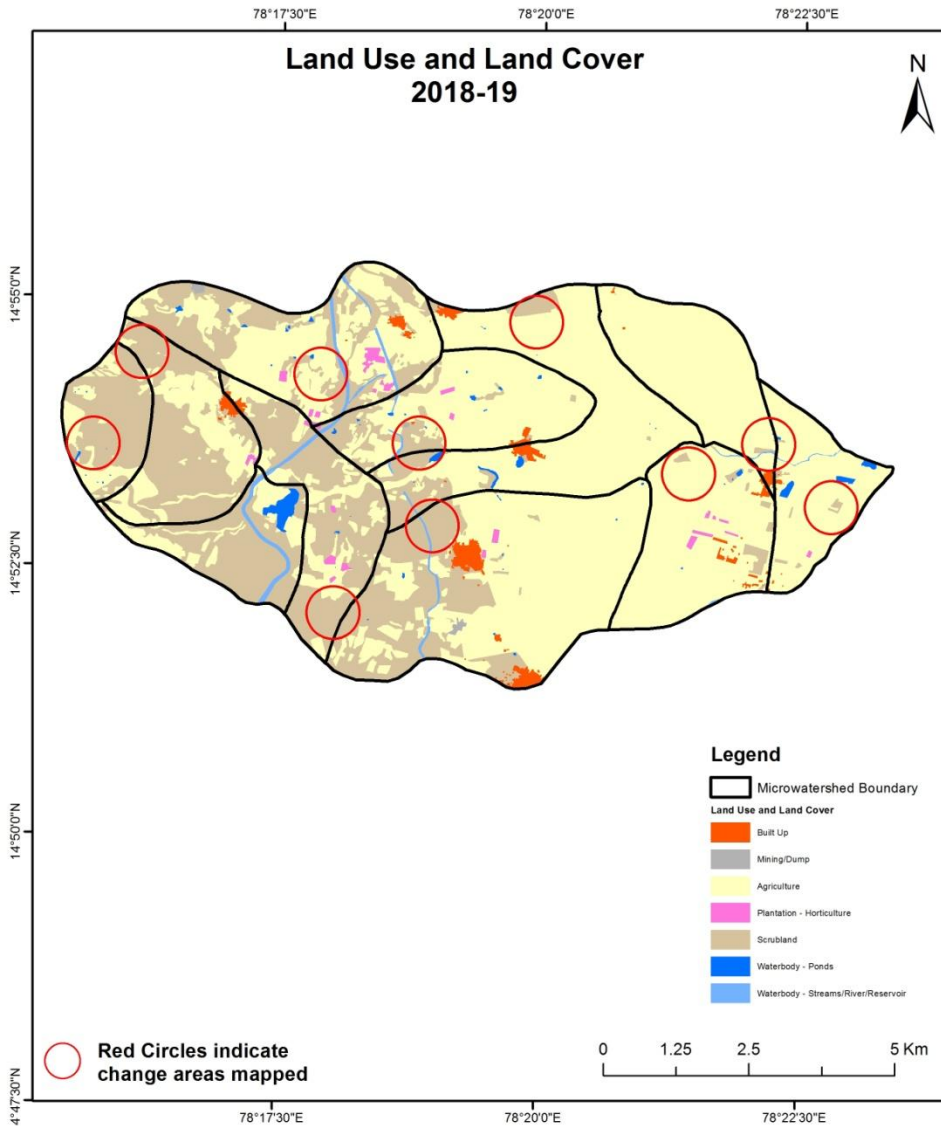 78°17'30"E
78°20'0"E
78°22'30"E
Land Use and Land Cover
2018-19
N
14°55'0"N
14°52'30"N
14°50'0"N
4°47'30"N
Legend
Microwatershed Boundary
Land Use and Land Cover
Built Up
Mining/Dump
Agriculture
Plantation - Horticulture
Scrubland
Waterbody - Ponds
Waterbody - Streams/River/Reservoir
Red Circles indicate
change areas mapped
0 1.25 2.5 5 Km
78°17'30"E
78°20'0"E
78°22'30"E